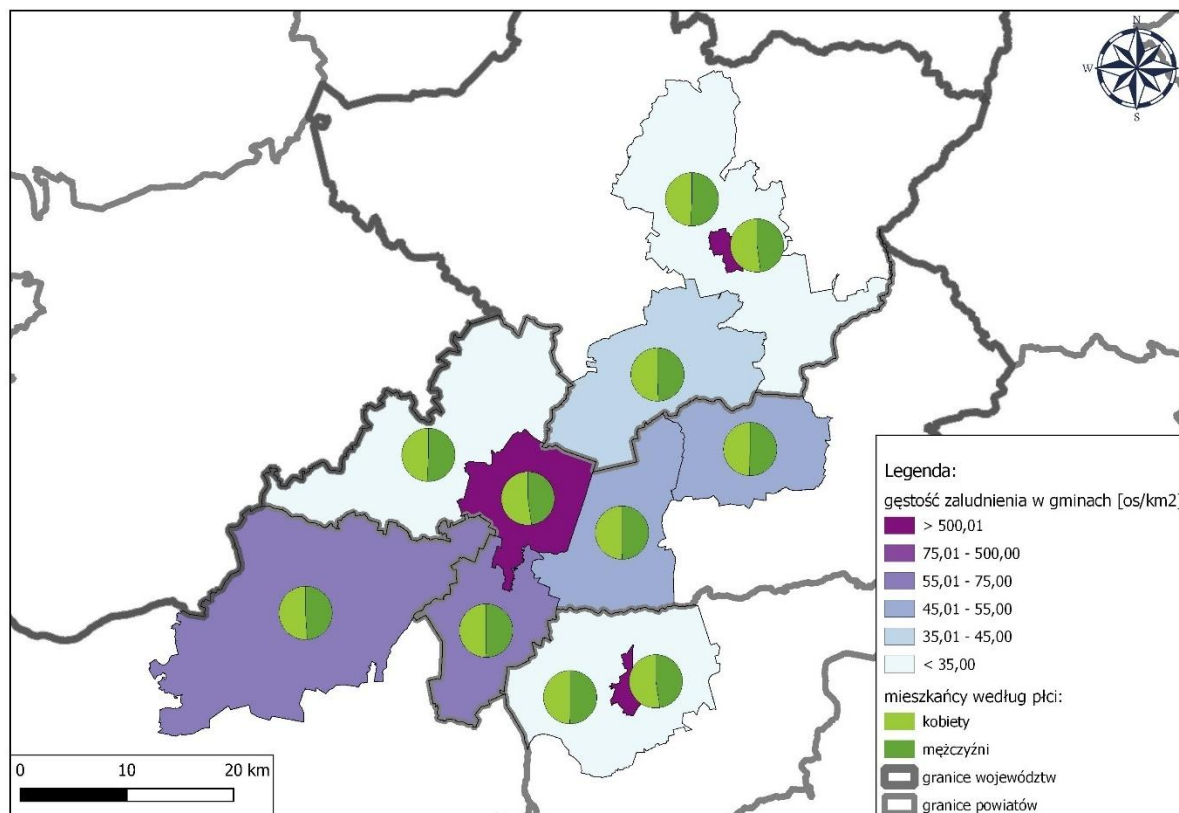 N
W
S
Legenda:
gęstość zaludnienia w gminach [os/km2]
> 500,01
75,01 - 500,00
55,01 - 75,00
45,01 - 55,00
35,01 - 45,00
< 35,00
mieszkańcy według płci:
kobiety
mężczyźni
granice województw
granice powiatów
0 10 20 km